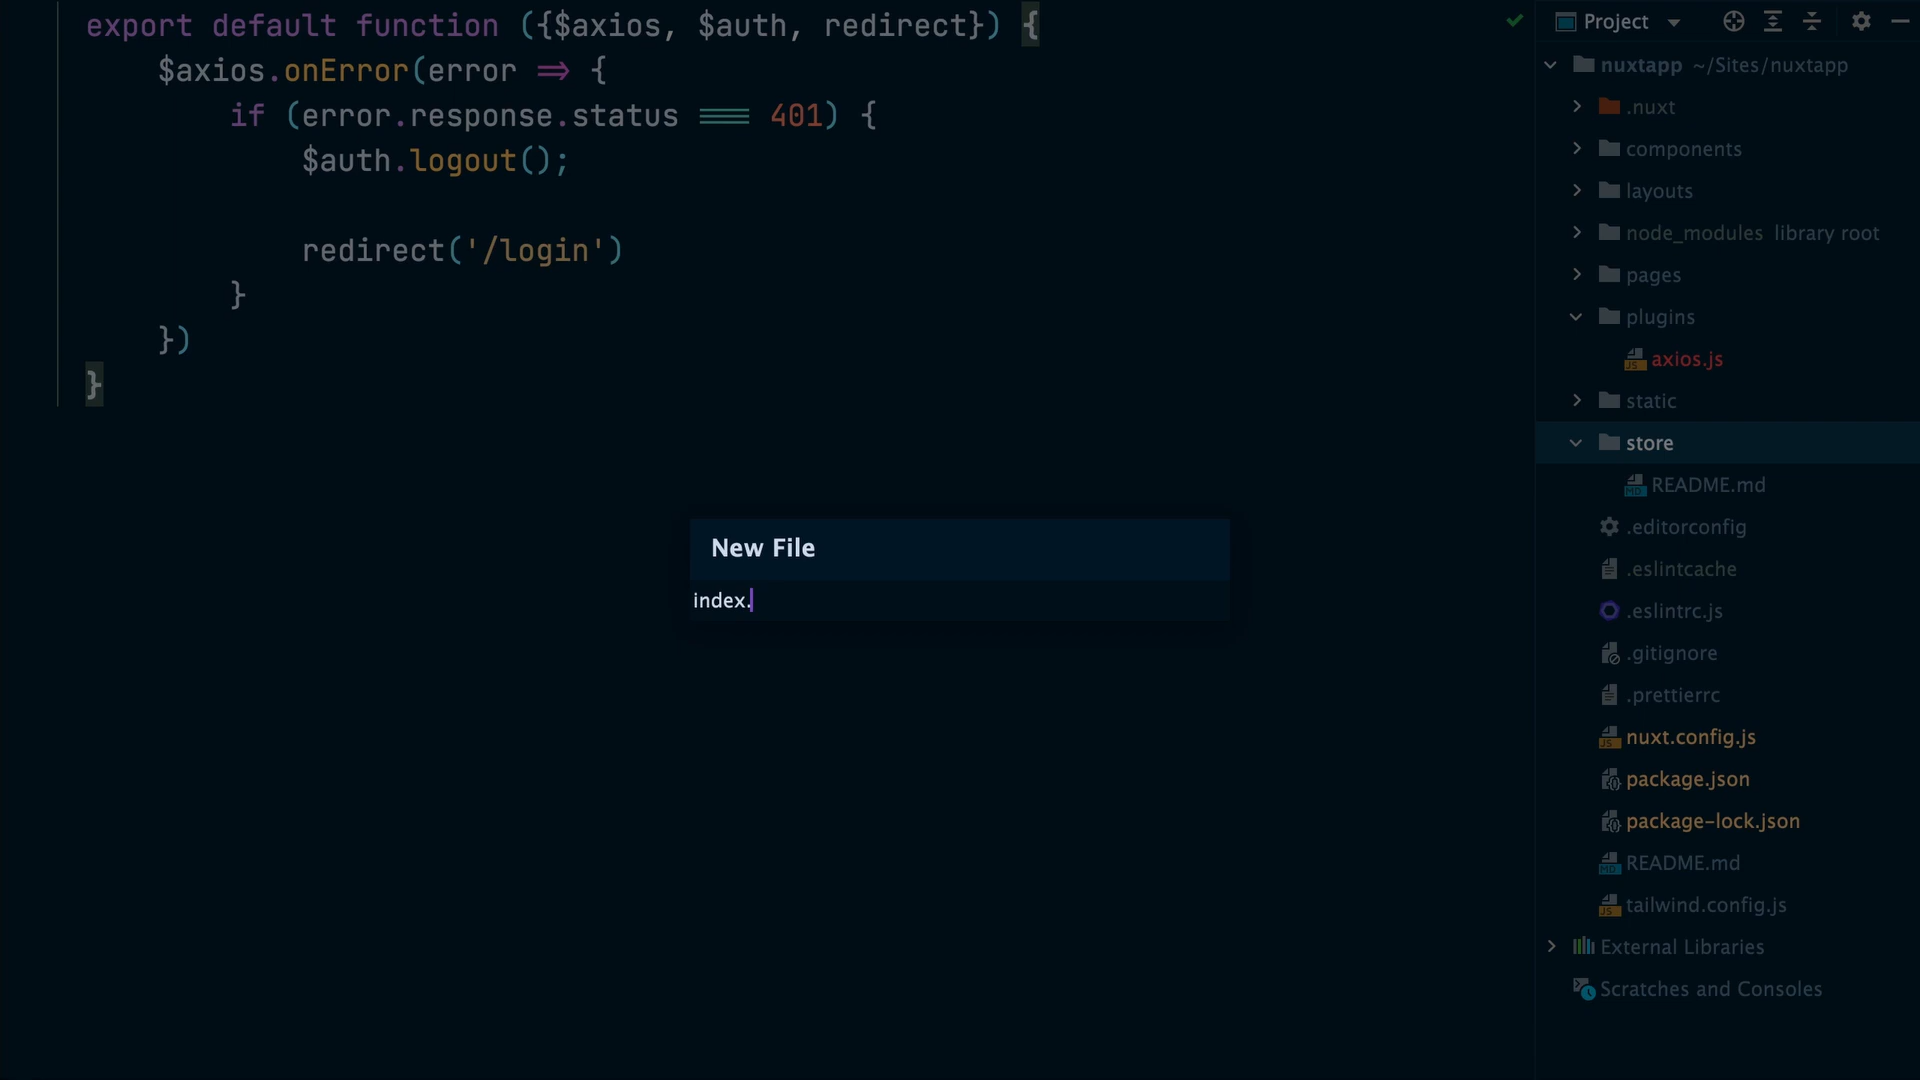 export default function ({$axios, $auth, redirect}) {
$axios.onError(error => {
if (error.response.status === 401) {
$auth.logout();
redirect('/login')
}
})
}
New File
index.
Project
nuxtapp ~/Sites/nuxtapp
.nuxt
components
layouts
node_modules library root
pages
plugins
axios.js
static
store
README.md
.editorconfig
.eslintcache
.eslintrc.js
.gitignore
.prettierrc
nuxt.config.js
package.json
package-lock.json
README.md
tailwind.config.js
External Libraries
Scratches and Consoles